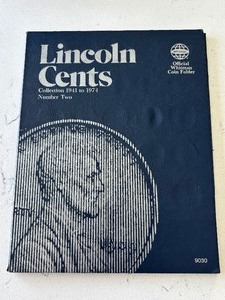 Lincoln
Cents
Collection 1941 to 1974
Number Two
Official
Whitman
Coin Folder
9030